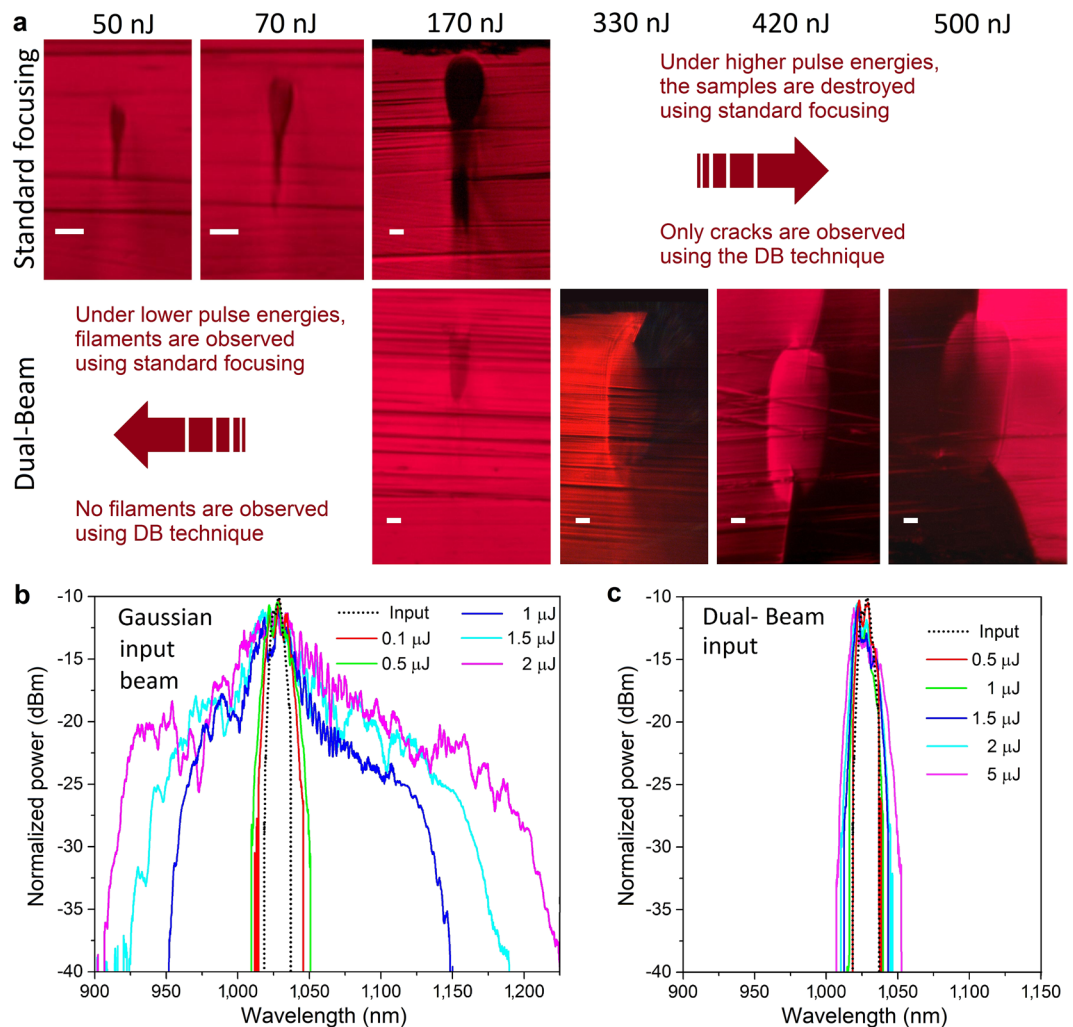 a
50 nJ 70 nJ 170 nJ 330 nJ 420 nJ 500 nJ
Standard focusing
Under higher pulse energies,
the samples are destroyed
using standard focusing
Only cracks are observed
using the DB technique
Dual-Beam
Under lower pulse energies,
filaments are observed
using standard focusing
No filaments are observed
using DB technique
b
Gaussian
input
beam
Input
0.1 μJ
0.5 μJ
1 μJ
1.5 μJ
2 μJ
Normalized power (dBm)
-10
-15
-20
-25
-30
-35
-40
900 950 1,000 1,050 1,100 1,150 1,200
Wavelength (nm)
c
Dual- Beam
input
Input
0.5 μJ
1 μJ
1.5 μJ
2 μJ
5 μJ
Normalized power (dBm)
-10
-15
-20
-25
-30
-35
-40
900 950 1,000 1,050 1,100 1,150
Wavelength (nm)